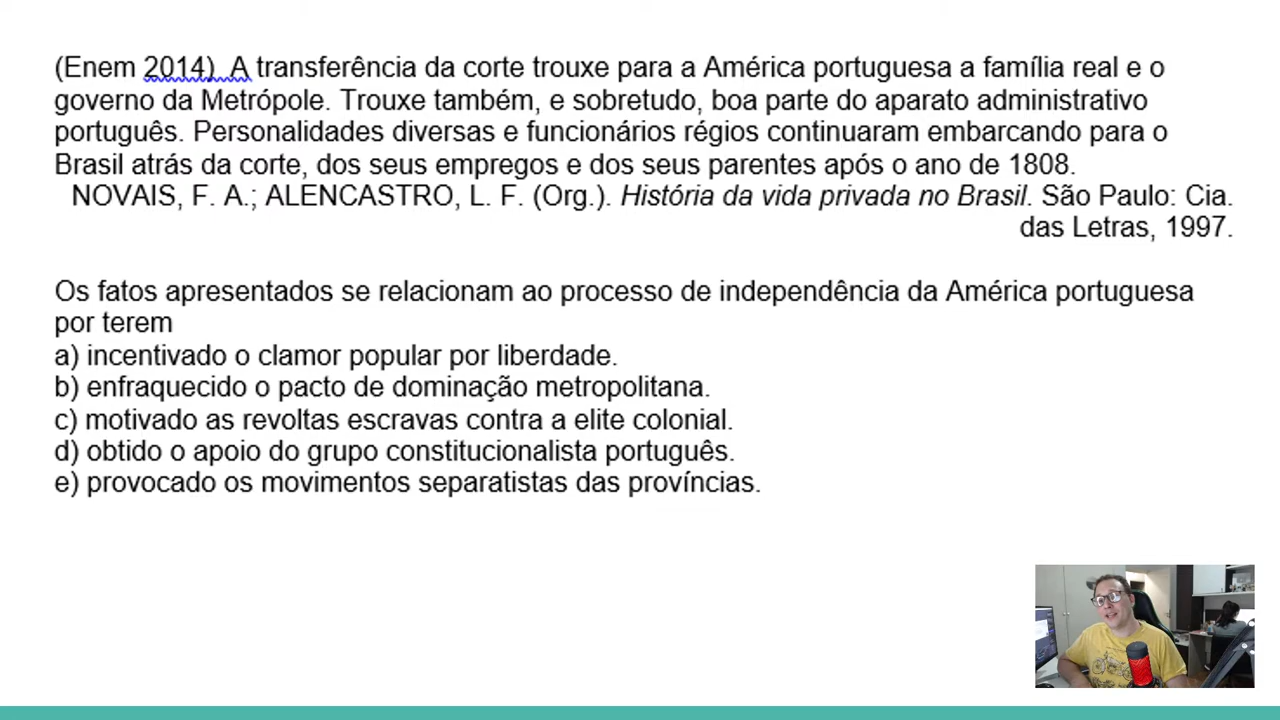 (Enem 2014). A transferência da corte trouxe para a América portuguesa a família real e o
governo da Metrópole. Trouxe também, e sobretudo, boa parte do aparato administrativo
português. Personalidades diversas e funcionários régios continuaram embarcando para o
Brasil atrás da corte, dos seus empregos e dos seus parentes após o ano de 1808.
NOVAIS, F. A.; ALENCASTRO, L. F. (Org.). História da vida privada no Brasil. São Paulo: Cia.
das Letras, 1997.
Os fatos apresentados se relacionam ao processo de independência da América portuguesa
por terem
a) incentivado o clamor popular por liberdade.
b) enfraquecido o pacto de dominação metropolitana.
c) motivado as revoltas escravas contra a elite colonial.
d) obtido o apoio do grupo constitucionalista português.
e) provocado os movimentos separatistas das províncias.